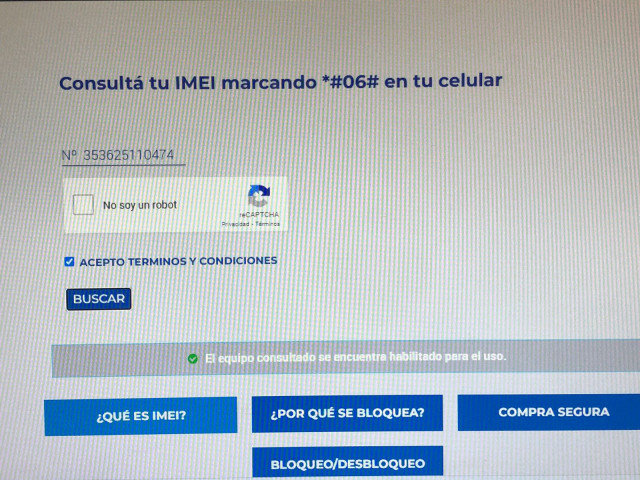 Consultá tu IMEI marcando *#06# en tu celular
Nº 353625110474
No soy un robot
reCAPTCHA
Privacidad - Términos
ACEPTO TERMINOS Y CONDICIONES
BUSCAR
El equipo consultado se encuentra habilitado para el uso.
¿QUÉ ES IMEI?
¿POR QUÉ SE BLOQUEA?
COMPRA SEGURA
BLOQUEO/DESBLOQUEO